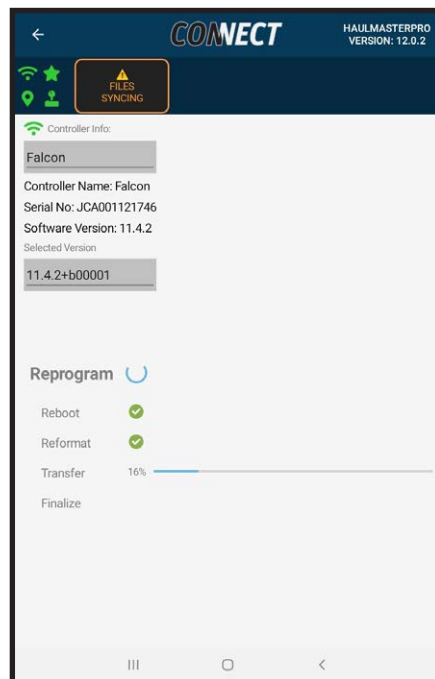 CONNECT
HAULMASTERPRO
VERSION: 12.0.2
FILES
SYNCING
Controller Info:
Falcon
Controller Name: Falcon
Serial No: JCA001121746
Software Version: 11.4.2
Selected Version
11.4.2+b00001
Reprogram
Reboot
Reformat
Transfer 16%
Finalize